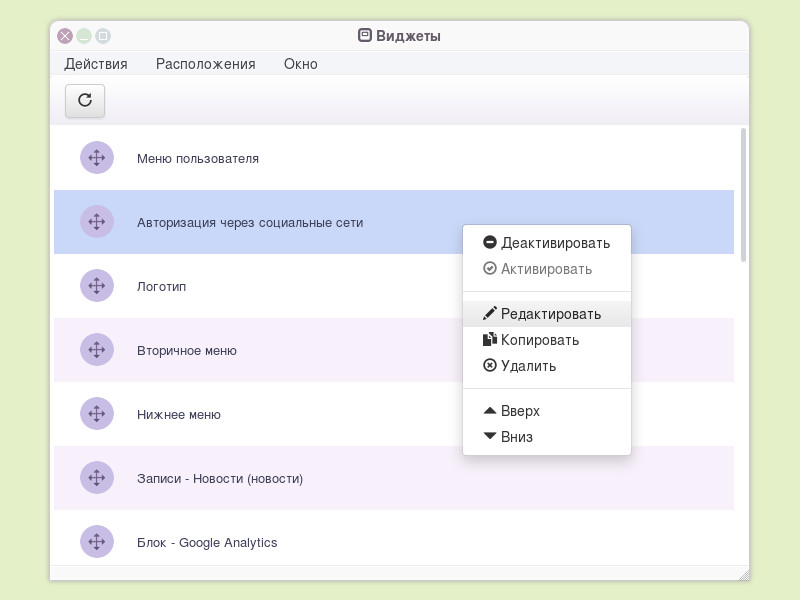 Виджеты
Действия Расположения Окно
Меню пользователя
Авторизация через социальные сети
Логотип
Вторичное меню
Нижнее меню
Записи - Новости (новости)
Блок - Google Analytics
Деактивировать
Активировать
Редактировать
Копировать
Удалить
Вверх
Вниз